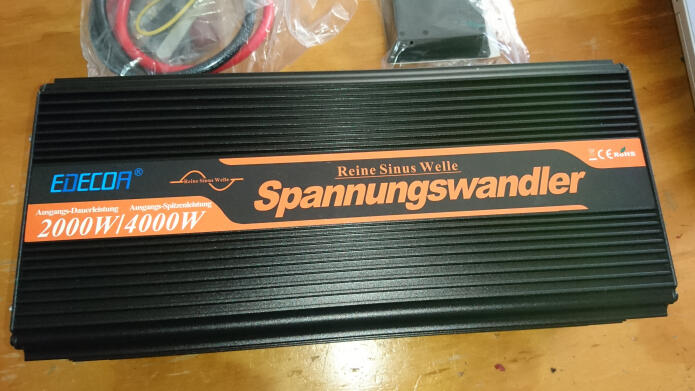 EDECOA®
Reine Sinus Welle
Reine Sinus Welle
Spannungswandler
CE RoHS
Ausgangs-Dauerleistung Ausgangs-Spitzenleistung
2000W/4000W